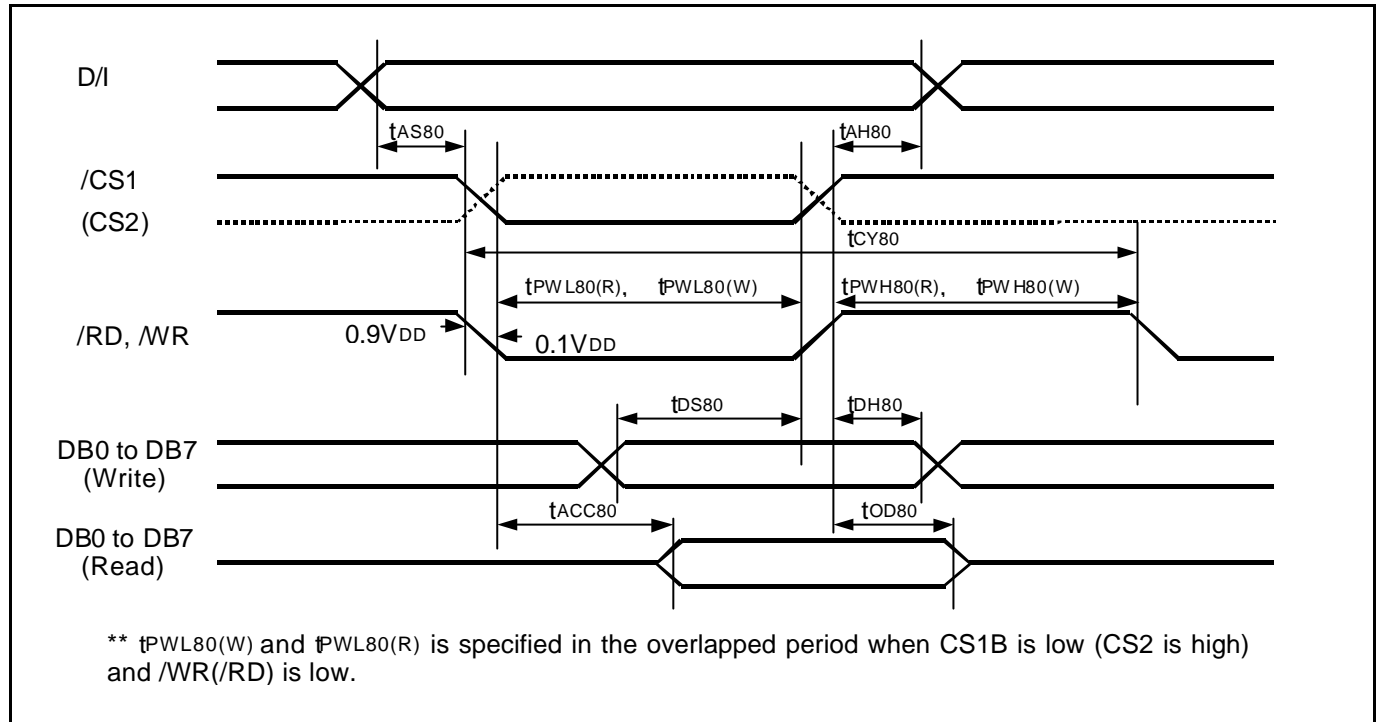 D/I
tAS80
tAH80
/CS1
(CS2)
tCY80
tPWL80(R), tPWL80(W)
tPWH80(R), tPWH80(W)
/RD, /WR
0.9VDD
0.1VDD
tDS80
tDH80
DB0 to DB7
(Write)
tACC80
tOD80
DB0 to DB7
(Read)
** tPWL80(W) and tPWL80(R) is specified in the overlapped period when CS1B is low (CS2 is high)
and /WR(/RD) is low.